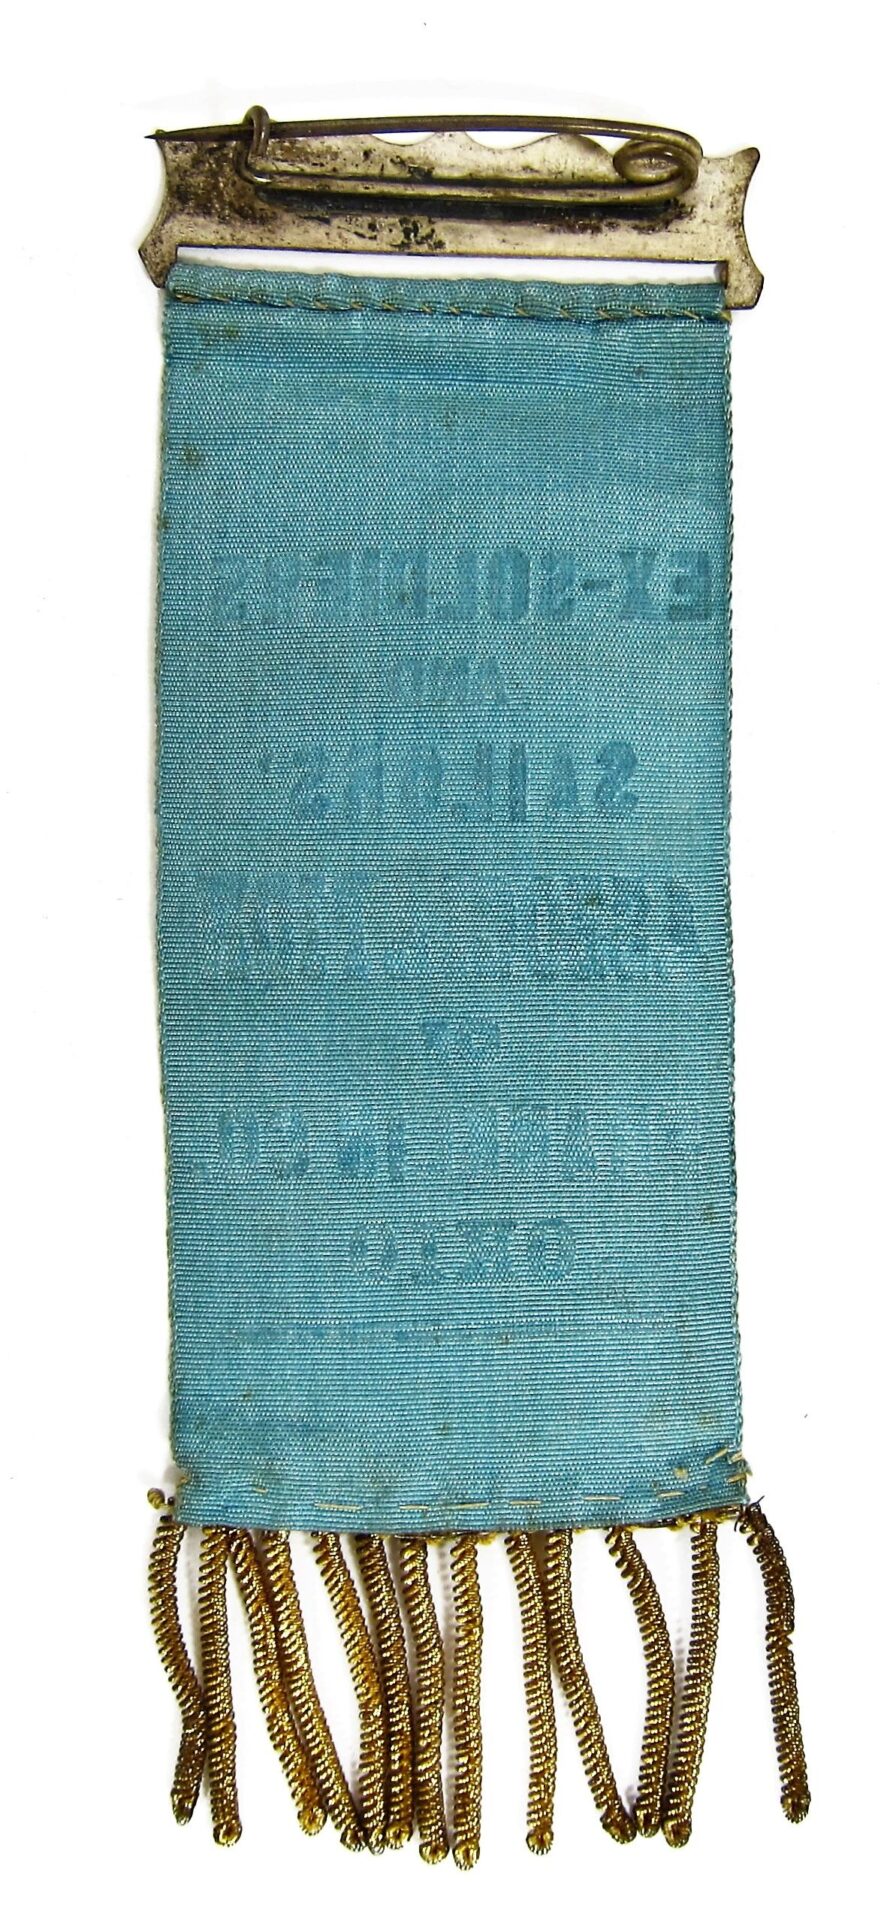 EX-SOLDIERS
AND
SAILORS'
OF
CO.
OHIO